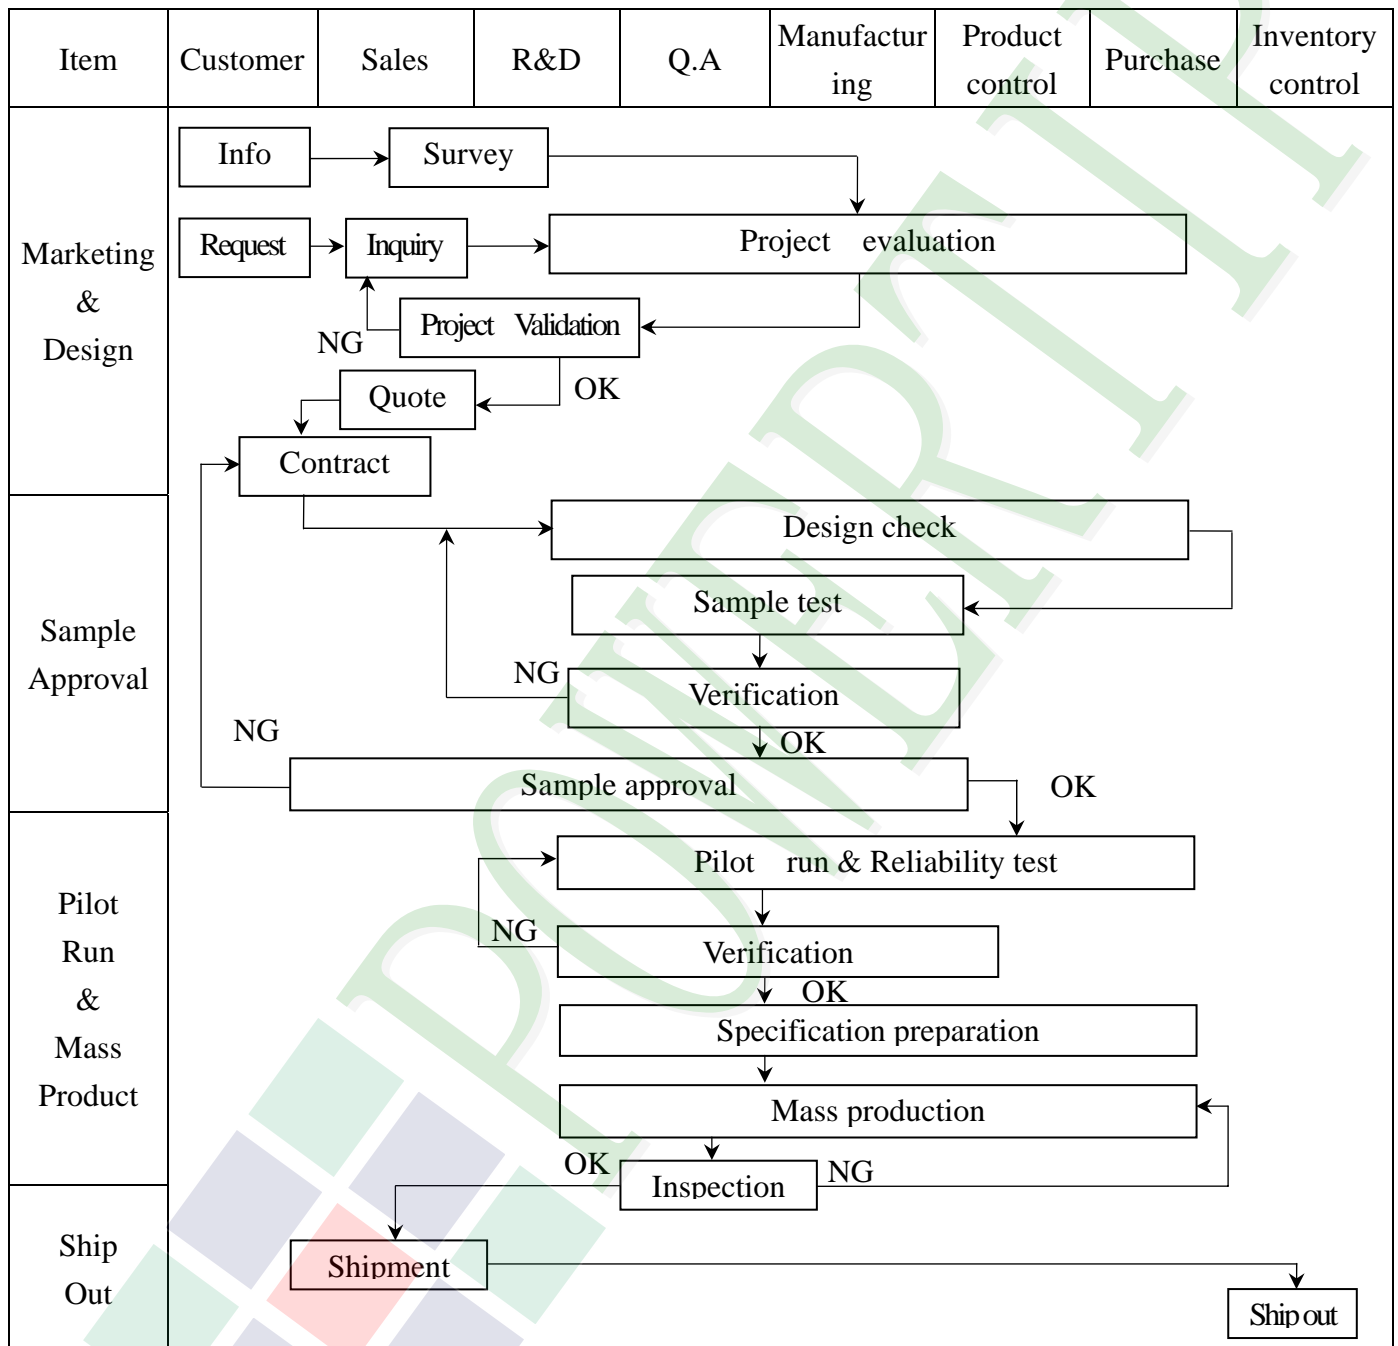 Item
Customer
Sales
R&D
Q.A
Manufactur
ing
Product
control
Purchase
Inventory
control
Marketing
&
Design
Info
Survey
Request
Inquiry
Project evaluation
Project Validation
NG
OK
Quote
Contract
Sample
Approval
Design check
Sample test
NG
Verification
NG
OK
Sample approval
OK
Pilot
Run
&
Mass
Product
Pilot run & Reliability test
NG
Verification
OK
Specification preparation
Mass production
OK
Inspection
NG
Ship
Out
Shipment
Ship out
POWERTIP